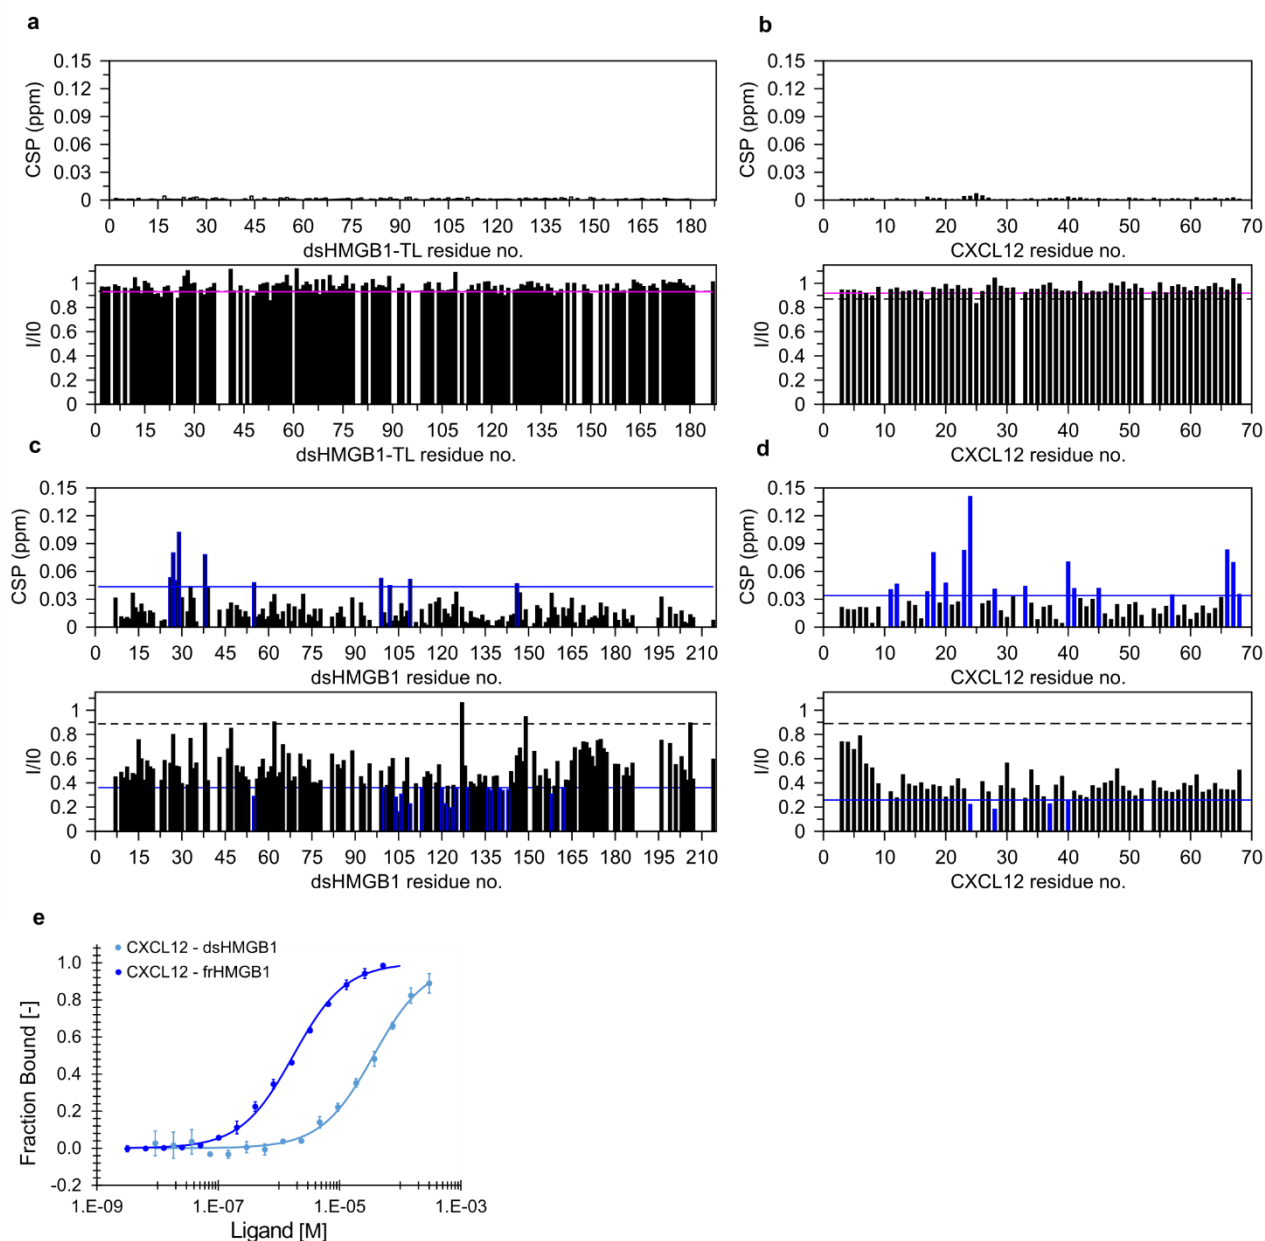 a
0.15
0.12
0.09
0.06
0.03
0
CSP (ppm)
0 15 30 45 60 75 90 105 120 135 150 165 180
dsHMGB1-TL residue no.
1
0.8
0.6
0.4
0.2
0
I/I0
0 15 30 45 60 75 90 105 120 135 150 165 180
dsHMGB1-TL residue no.
b
0.15
0.12
0.09
0.06
0.03
0
CSP (ppm)
0 10 20 30 40 50 60 70
CXCL12 residue no.
1
0.8
0.6
0.4
0.2
0
I/I0
0 10 20 30 40 50 60 70
CXCL12 residue no.
c
0.15
0.12
0.09
0.06
0.03
0
CSP (ppm)
0 15 30 45 60 75 90 105 120 135 150 165 180 195 210
dsHMGB1 residue no.
1
0.8
0.6
0.4
0.2
0
I/I0
0 15 30 45 60 75 90 105 120 135 150 165 180 195 210
dsHMGB1 residue no.
d
0.15
0.12
0.09
0.06
0.03
0
CSP (ppm)
0 10 20 30 40 50 60 70
CXCL12 residue no.
1
0.8
0.6
0.4
0.2
0
I/I0
0 10 20 30 40 50 60 70
CXCL12 residue no.
e
CXCL12 - dsHMGB1
CXCL12 - frHMGB1
1.0
0.8
0.6
0.4
0.2
0.0
-0.2
Fraction Bound [-]
1.E-09 1.E-07 1.E-05 1.E-03
Ligand [M]